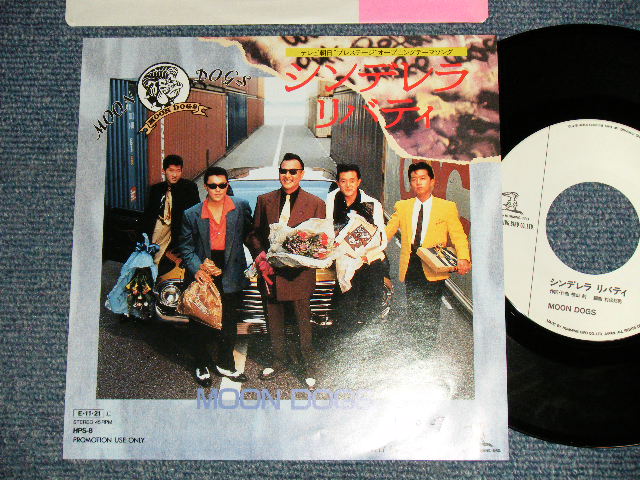 テレビ朝日"プレステージ"オープニングテーマソング
シンデレラ
リバティ
MOON DOGS
MOON DOGS
MOON DOGS
E・11・21
STEREO 45 RPM
HPS-8
PROMOTION USE ONLY
シンデレラ リバティ
MOON DOGS